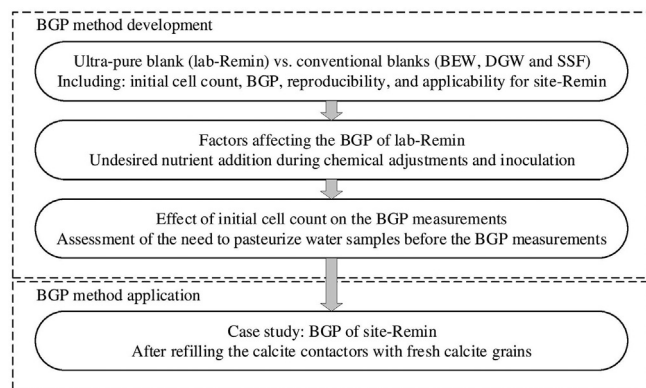 BGP method development
Ultra-pure blank (lab-Remin) vs. conventional blanks (BEW, DGW and SSF)
Including: initial cell count, BGP, reproducibility, and applicability for site-Remin
Factors affecting the BGP of lab-Remin
Undesired nutrient addition during chemical adjustments and inoculation
Effect of initial cell count on the BGP measurements
Assessment of the need to pasteurize water samples before the BGP measurements
BGP method application
Case study: BGP of site-Remin
After refilling the calcite contactors with fresh calcite grains